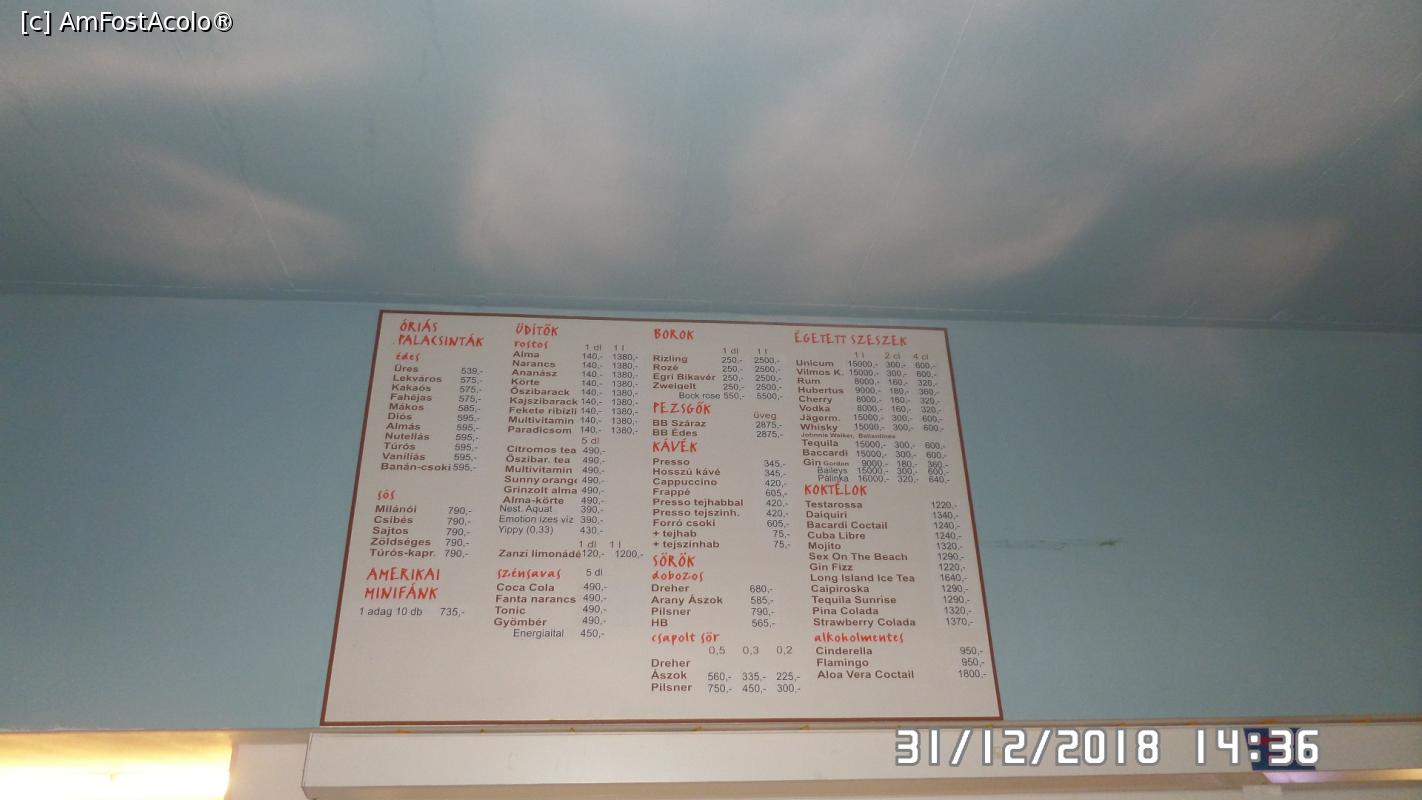 [c] AmFostAcolo®
ÓRIÁS
PALACSINTÁK
édes
Üres 539,-
Lekváros 575,-
Kakaós 575,-
Fahéjas 575,-
Mákos 585,-
Diós 595,-
Almás 595,-
Nutellás 595,-
Túrós 595,-
Vaníliás 595,-
Banán-csoki 595,-
sós
Milánói 790,-
Csibés 790,-
Sajtos 790,-
Zöldséges 790,-
Túrós-kapr. 790,-
AMERIKAI
MINIFÁNK
1 adag 10 db 735,-
ÜDÍTŐK
rostos 1 dl 1 l
Alma 140,- 1380,-
Narancs 140,- 1380,-
Ananász 140,- 1380,-
Körte 140,- 1380,-
Őszibarack 140,- 1380,-
Kajszibarack 140,- 1380,-
Fekete ribizli 140,- 1380,-
Multivitamin 140,- 1380,-
Paradicsom 140,- 1380,-
5 dl
Citromos tea 490,-
Őszibar. tea 490,-
Multivitamin 490,-
Sunny orange 490,-
Grinzolt alma 490,-
Alma-körte 490,-
Nest. Aquat 390,-
Emotion ízes víz 390,-
Yippy (0,33) 430,-
1 dl 1 l
Zanzi limonádé 120,- 1200,-
szénsavas 5 dl
Coca Cola 490,-
Fanta narancs 490,-
Tonic 490,-
Gyömbér 490,-
Energiaital 450,-
BOROK
1 dl 1 l
Rizling 250,- 2500,-
Rozé 250,- 2500,-
Egri Bikavér 250,- 2500,-
Zweigelt 250,- 2500,-
Bock rose 550,- 5500,-
PEZSGŐK
üveg
BB Száraz 2875,-
BB Édes 2875,-
KÁVÉK
Presso 345,-
Hosszú kávé 345,-
Cappuccino 420,-
Frappé 605,-
Presso tejhabbal 420,-
Presso tejszính. 420,-
Forró csoki 605,-
+ tejhab 75,-
+ tejszínhab 75,-
SÖRÖK
dobozos
Dreher 680,-
Arany Ászok 585,-
Pilsner 790,-
HB 565,-
csapolt sör
0,5 0,3 0,2
Dreher
Ászok 560,- 335,- 225,-
Pilsner 750,- 450,- 300,-
ÉGETETT SZESZEK
1 l 2 cl 4 cl
Unicum 15000,- 300,- 600,-
Vilmos K. 15000,- 300,- 600,-
Rum 8000,- 160,- 320,-
Hubertus 9000,- 180,- 360,-
Cherry 8000,- 160,- 320,-
Vodka 8000,- 160,- 320,-
Jägerm. 15000,- 300,- 600,-
Whisky 15000,- 300,- 600,-
Johnnie Walker, Ballantines
Tequila 15000,- 300,- 600,-
Baccardi 15000,- 300,- 600,-
Gin Gordon 9000,- 180,- 360,-
Baileys 15000,- 300,- 600,-
Pálinka 16000,- 320,- 640,-
KOKTÉLOK
Testarossa 1220,-
Daiquiri 1340,-
Bacardi Coctail 1240,-
Cuba Libre 1240,-
Mojito 1320,-
Sex On The Beach 1290,-
Gin Fizz 1220,-
Long Island Ice Tea 1640,-
Caipiroska 1290,-
Tequila Sunrise 1290,-
Pina Colada 1320,-
Strawberry Colada 1370,-
alkoholmentes
Cinderella 950,-
Flamingo 950,-
Aloa Vera Coctail 1800,-
31/12/2018 14:36